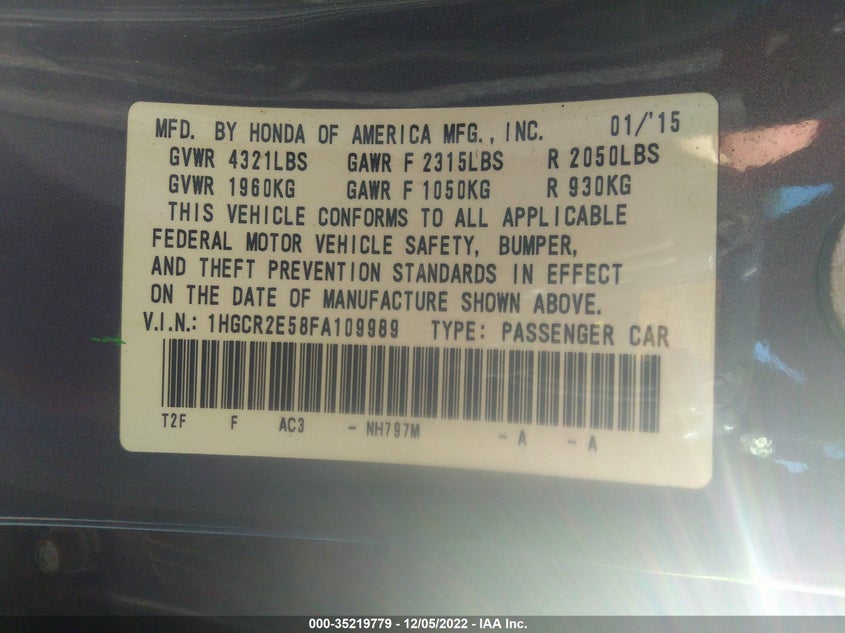 MFD. BY HONDA OF AMERICA MFG., INC. 01/'15
GVWR 4321LBS GAWR F 2315LBS R 2050LBS
GVWR 1960KG GAWR F 1050KG R 930KG
THIS VEHICLE CONFORMS TO ALL APPLICABLE
FEDERAL MOTOR VEHICLE SAFETY, BUMPER,
AND THEFT PREVENTION STANDARDS IN EFFECT
ON THE DATE OF MANUFACTURE SHOWN ABOVE.
V.I.N.: 1HGCR2E58FA109989 TYPE: PASSENGER CAR
T2F F AC3 - NH797M - A - A
000-35219779 - 12/05/2022 - IAA Inc.